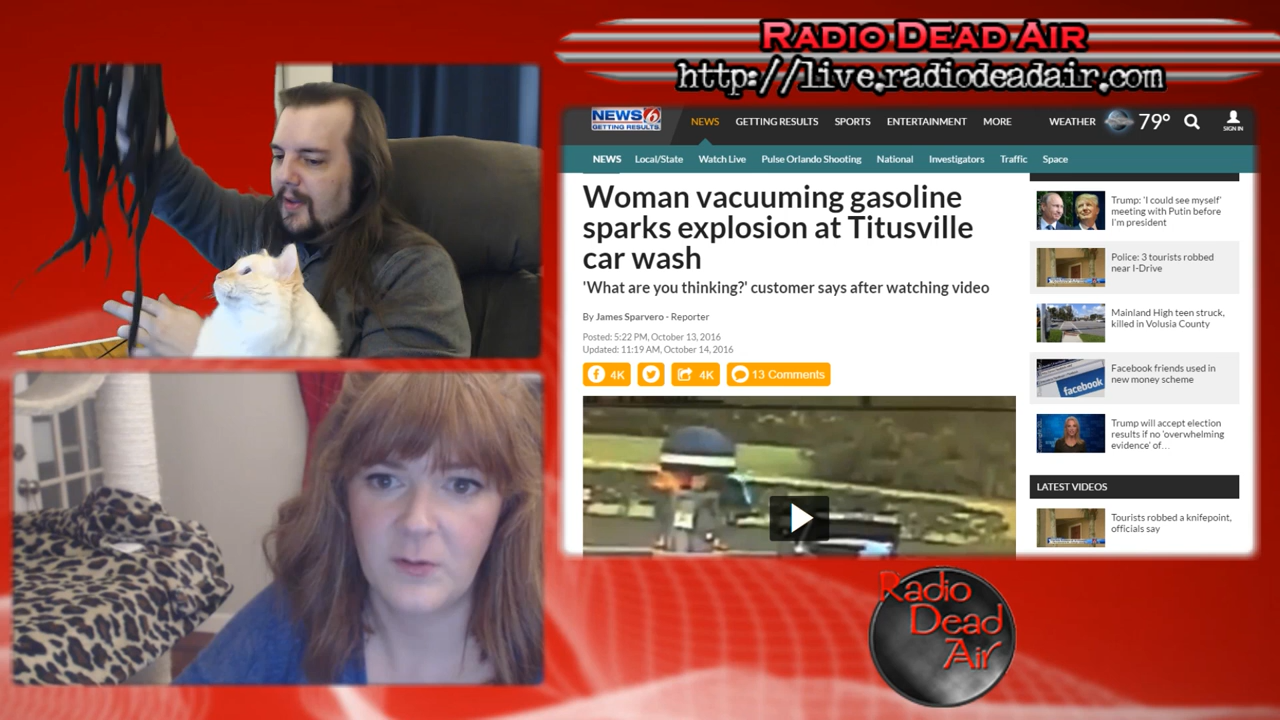 RADIO DEAD AIR
http://live.radiodeadair.com
NEWS 6
GETTING RESULTS
NEWS GETTING RESULTS SPORTS ENTERTAINMENT MORE WEATHER 79° SIGN IN
NEWS Local/State Watch Live Pulse Orlando Shooting National Investigators Traffic Space
Woman vacuuming gasoline
sparks explosion at Titusville
car wash
'What are you thinking?' customer says after watching video
By James Sparvero - Reporter
Posted: 5:22 PM, October 13, 2016
Updated: 11:19 AM, October 14, 2016
4K 4K 13 Comments
Trump: 'I could see myself'
meeting with Putin before
I'm president
Police: 3 tourists robbed
near I-Drive
Mainland High teen struck,
killed in Volusia County
Facebook friends used in
new money scheme
facebook
Trump will accept election
results if no 'overwhelming
evidence' of...
LATEST VIDEOS
Tourists robbed a knifepoint,
officials say
Radio
Dead
Air